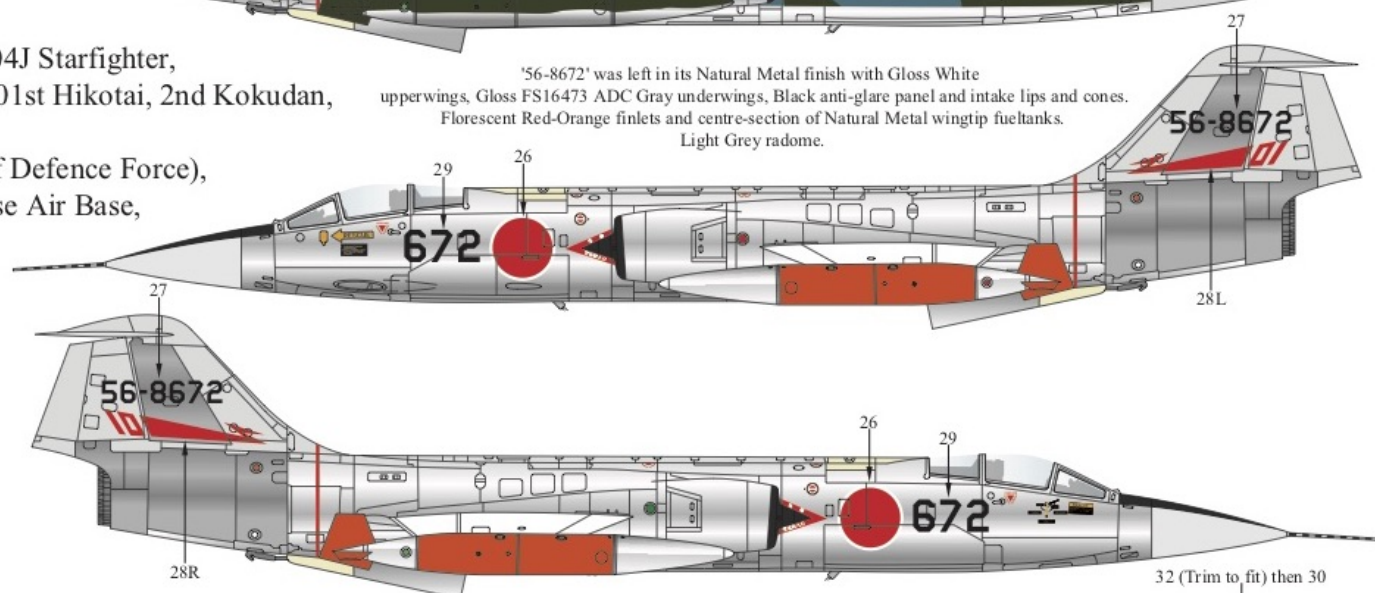 04J Starfighter,
01st Hikotai, 2nd Kokudan,
f Defence Force),
se Air Base,
'56-8672' was left in its Natural Metal finish with Gloss White
upperwings, Gloss FS16473 ADC Gray underwings, Black anti-glare panel and intake lips and cones.
Florescent Red-Orange finlets and centre-section of Natural Metal wingtip fueltanks.
Light Grey radome.
27
56-8672
01
29
26
672
28L
27
56-8672
10
26
29
672
28R
32 (Trim to fit) then 30